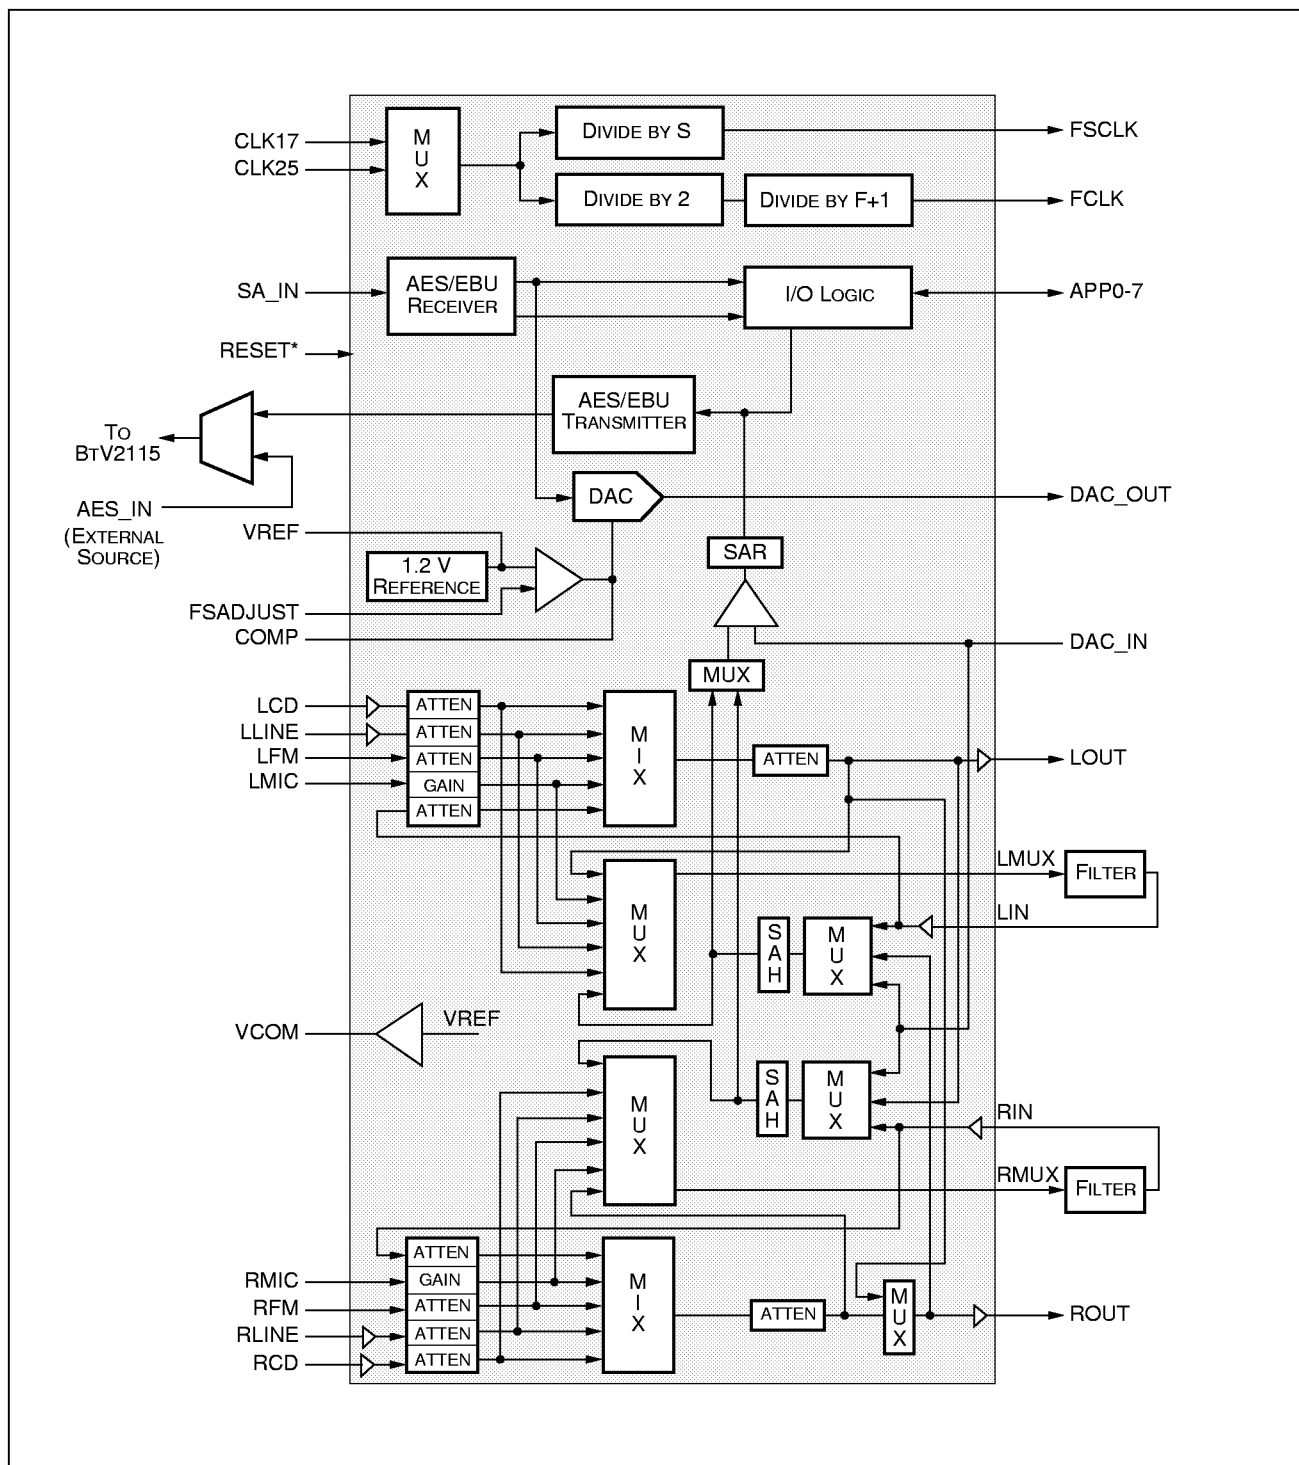 CLK17
CLK25
MUX
DIVIDE BY S
FSCLK
DIVIDE BY 2
DIVIDE BY F+1
FCLK
SA_IN
AES/EBU
RECEIVER
I/O LOGIC
APP0-7
RESET*
AES/EBU
TRANSMITTER
TO
BTV2115
AES_IN
(EXTERNAL
SOURCE)
DAC
DAC_OUT
VREF
1.2 V
REFERENCE
SAR
FSADJUST
COMP
DAC_IN
MUX
LCD
LLINE
LFM
LMIC
ATTEN
ATTEN
ATTEN
GAIN
ATTEN
MIX
ATTEN
LOUT
MUX
LMUX
FILTER
LIN
SAH
MUX
VCOM
VREF
MUX
SAH
MUX
RIN
RMUX
FILTER
RMIC
RFM
RLINE
RCD
ATTEN
GAIN
ATTEN
ATTEN
ATTEN
MIX
ATTEN
MUX
ROUT